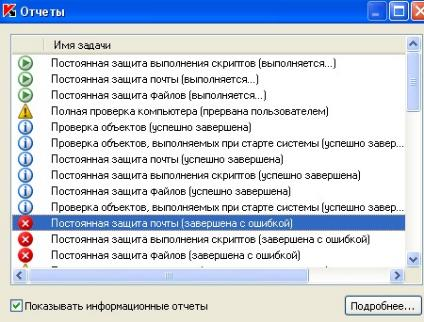 Отчеты
Имя задачи
Постоянная защита выполнения скриптов (выполняется...)
Постоянная защита почты (выполняется...)
Постоянная защита файлов (выполняется...)
Полная проверка компьютера (прервана пользователем)
Проверка объектов (успешно завершена)
Проверка объектов, выполняемых при старте системы (успешно завер...
Постоянная защита почты (успешно завершена)
Постоянная защита выполнения скриптов (успешно завершена)
Постоянная защита файлов (успешно завершена)
Проверка объектов, выполняемых при старте системы (успешно завер...
Постоянная защита почты (завершена с ошибкой)
Постоянная защита выполнения скриптов (завершена с ошибкой)
Постоянная защита файлов (завершена с ошибкой)
Показывать информационные отчеты
Подробнее...